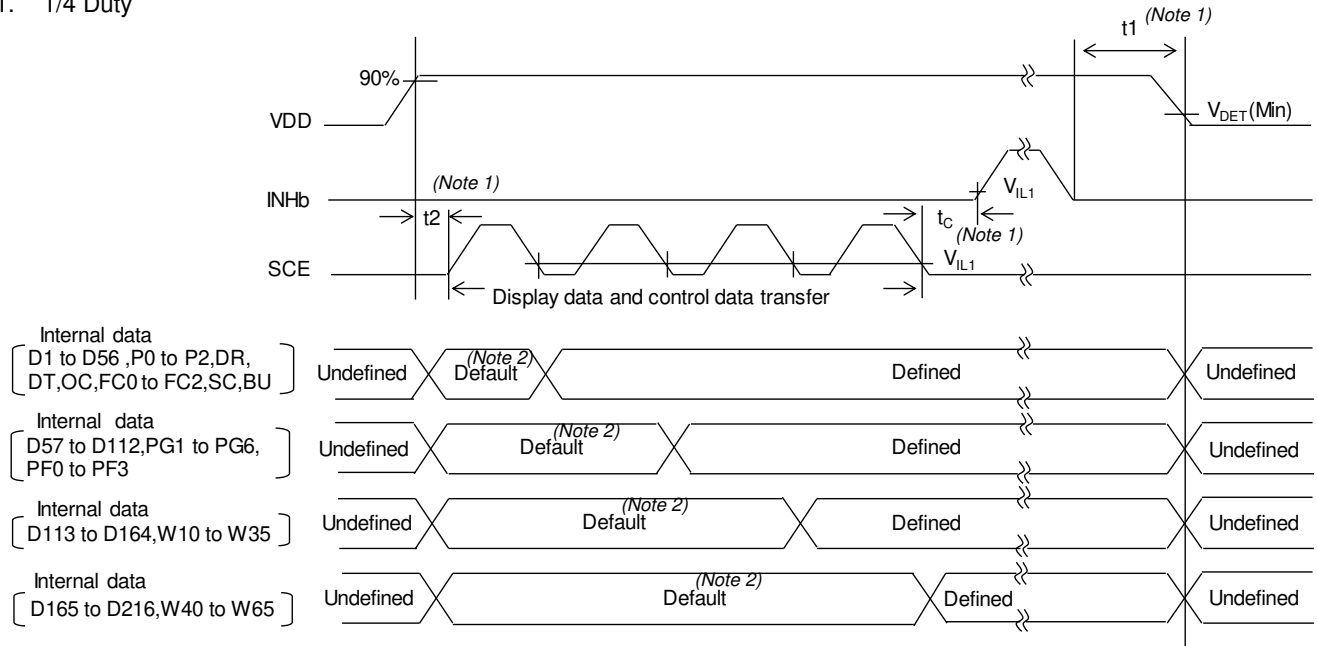 1. 1/4 Duty
t1 (Note 1)
90%
VDD
VDET(Min)
(Note 1)
INHb
VIL1
t2
tC
(Note 1)
SCE
VIL1
Display data and control data transfer
Internal data
D1 to D56 ,P0 to P2,DR,
DT,OC,FC0 to FC2,SC,BU
Undefined
(Note 2)
Default
Defined
Undefined
Internal data
D57 to D112,PG1 to PG6,
PF0 to PF3
Undefined
(Note 2)
Default
Defined
Undefined
Internal data
D113 to D164,W10 to W35
Undefined
(Note 2)
Default
Defined
Undefined
Internal data
D165 to D216,W40 to W65
Undefined
(Note 2)
Default
Defined
Undefined